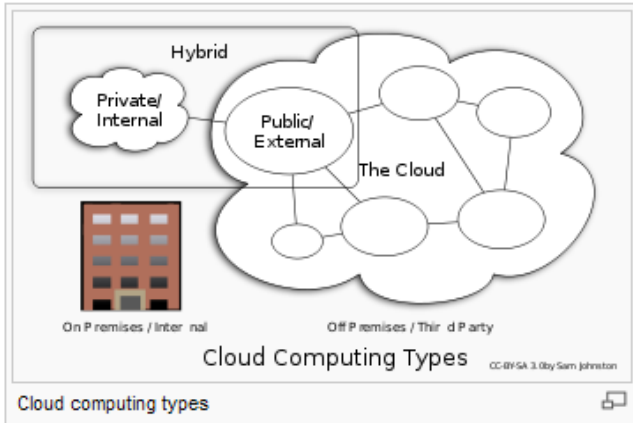 Hybrid
Private/
Internal
Public/
External
The Cloud
On Premises / Internal
Off Premises / Third Party
Cloud Computing Types
CC-BY-SA 3.0 by Sam Johnston
Cloud computing types